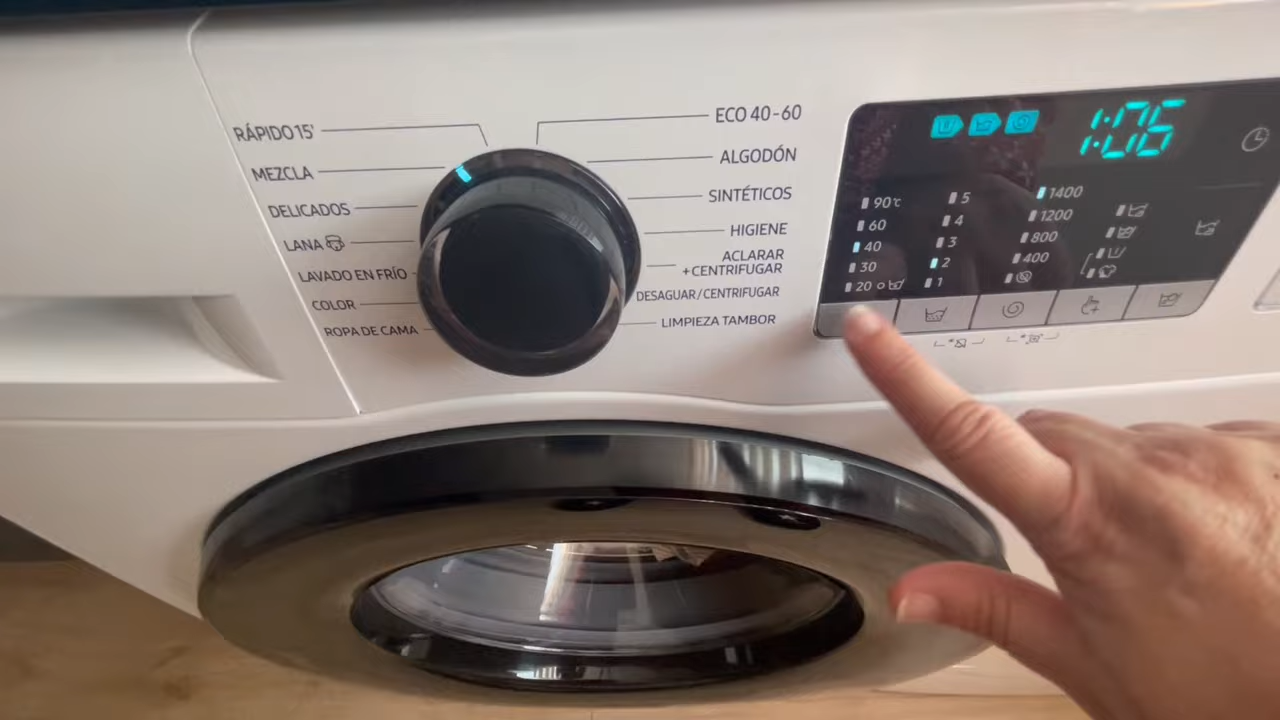 RÁPIDO 15'
MEZCLA
DELICADOS
LANA
LAVADO EN FRÍO
COLOR
ROPA DE CAMA
ECO 40-60
ALGODÓN
SINTÉTICOS
HIGIENE
ACLARAR
+CENTRIFUGAR
DESAGUAR/CENTRIFUGAR
LIMPIEZA TAMBOR
1:06
90℃ 5 1400
60 4 1200
40 3 800
30 2 400
20 1